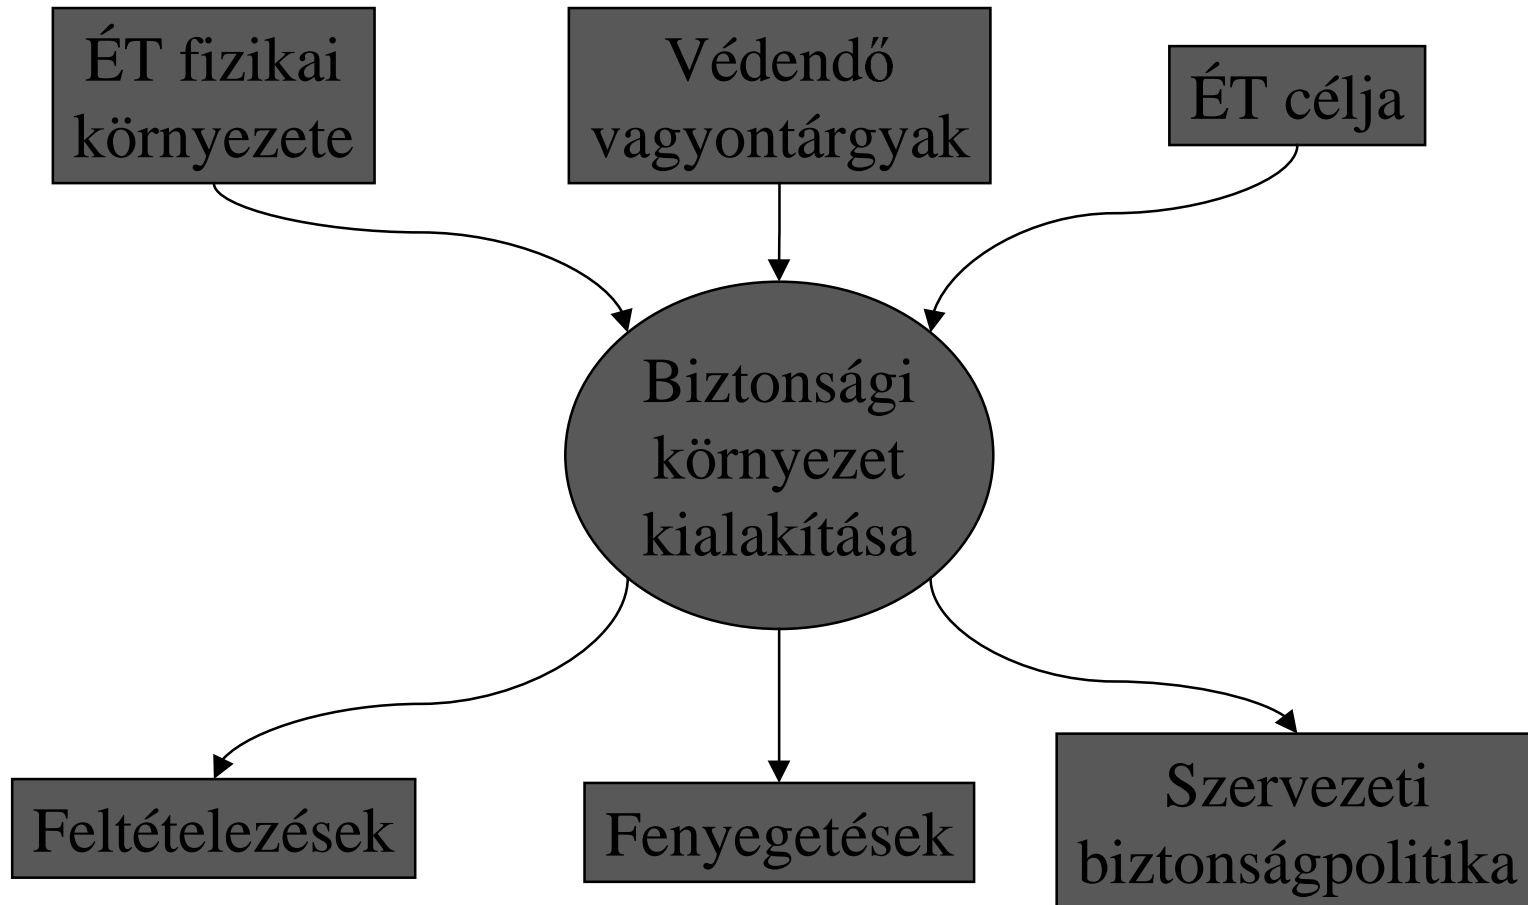 ÉT fizikai
környezete
Védendő
vagyontárgyak
ÉT célja
Biztonsági
környezet
kialakítása
Feltételezések
Fenyegetések
Szervezeti
biztonságpolitika